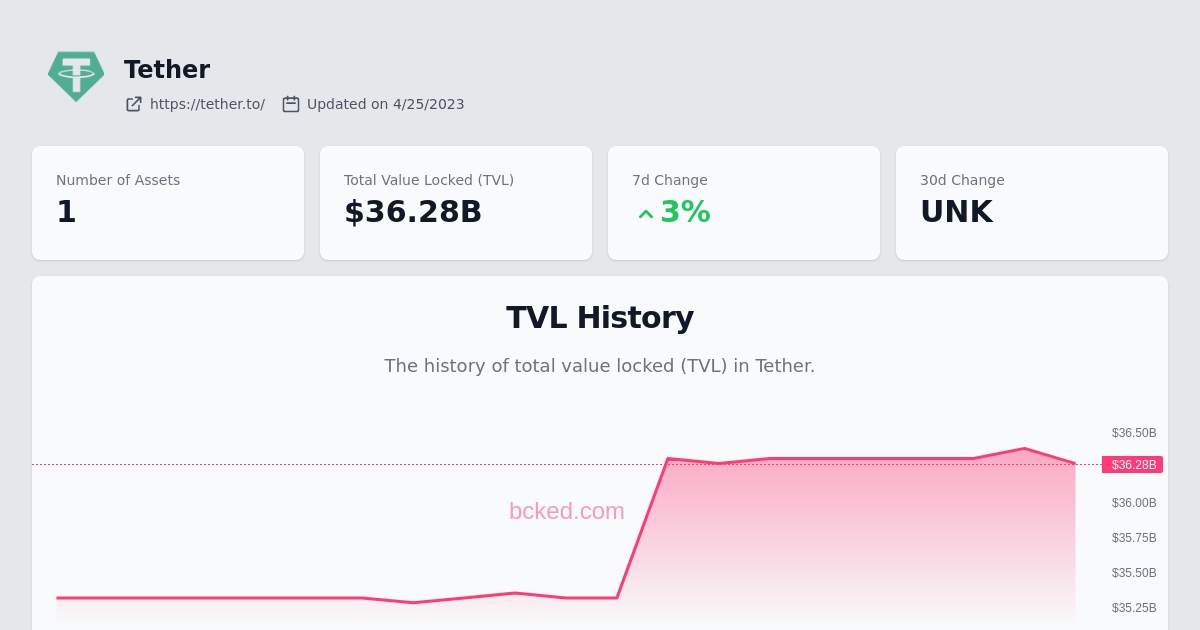 Tether
https://tether.to/ Updated on 4/25/2023
Number of Assets
1
Total Value Locked (TVL)
$36.28B
7d Change
3%
30d Change
UNK
TVL History
The history of total value locked (TVL) in Tether.
$36.50B
$36.28B
$36.00B
bcked.com
$35.75B
$35.50B
$35.25B